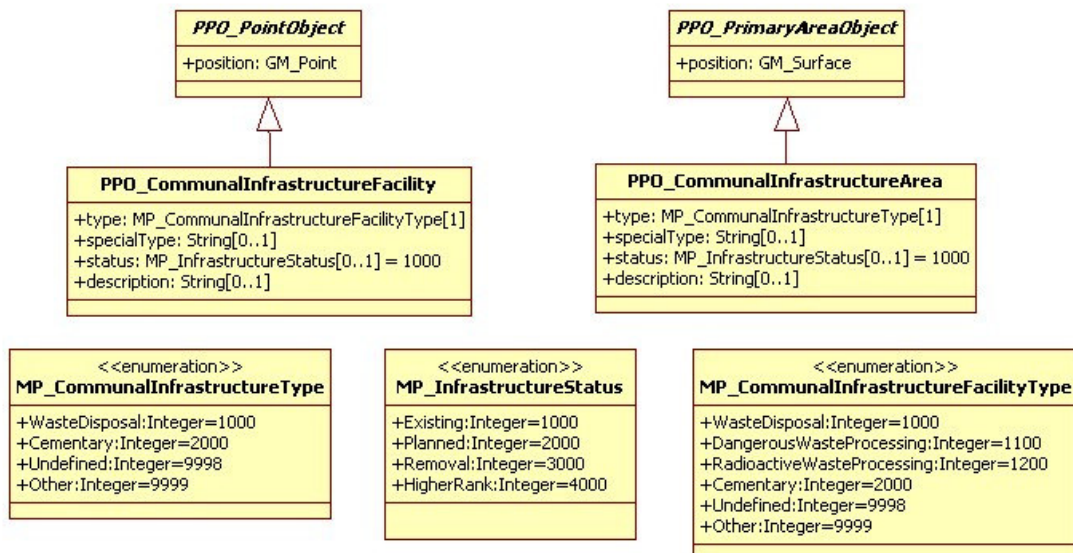 PPO_PointObject
+position: GM_Point
PPO_PrimaryAreaObject
+position: GM_Surface
PPO_CommunalInfrastructureFacility
+type: MP_CommunalInfrastructureFacilityType[1]
+specialType: String[0..1]
+status: MP_InfrastructureStatus[0..1] = 1000
+description: String[0..1]
PPO_CommunalInfrastructureArea
+type: MP_CommunalInfrastructureType[1]
+specialType: String[0..1]
+status: MP_InfrastructureStatus[0..1] = 1000
+description: String[0..1]
<<enumeration>>
MP_CommunalInfrastructureType
+WasteDisposal:Integer=1000
+Cementary:Integer=2000
+Undefined:Integer=9998
+Other:Integer=9999
<<enumeration>>
MP_InfrastructureStatus
+Existing:Integer=1000
+Planned:Integer=2000
+Removal:Integer=3000
+HigherRank:Integer=4000
<<enumeration>>
MP_CommunalInfrastructureFacilityType
+WasteDisposal:Integer=1000
+DangerousWasteProcessing:Integer=1100
+RadioactiveWasteProcessing:Integer=1200
+Cementary:Integer=2000
+Undefined:Integer=9998
+Other:Integer=9999